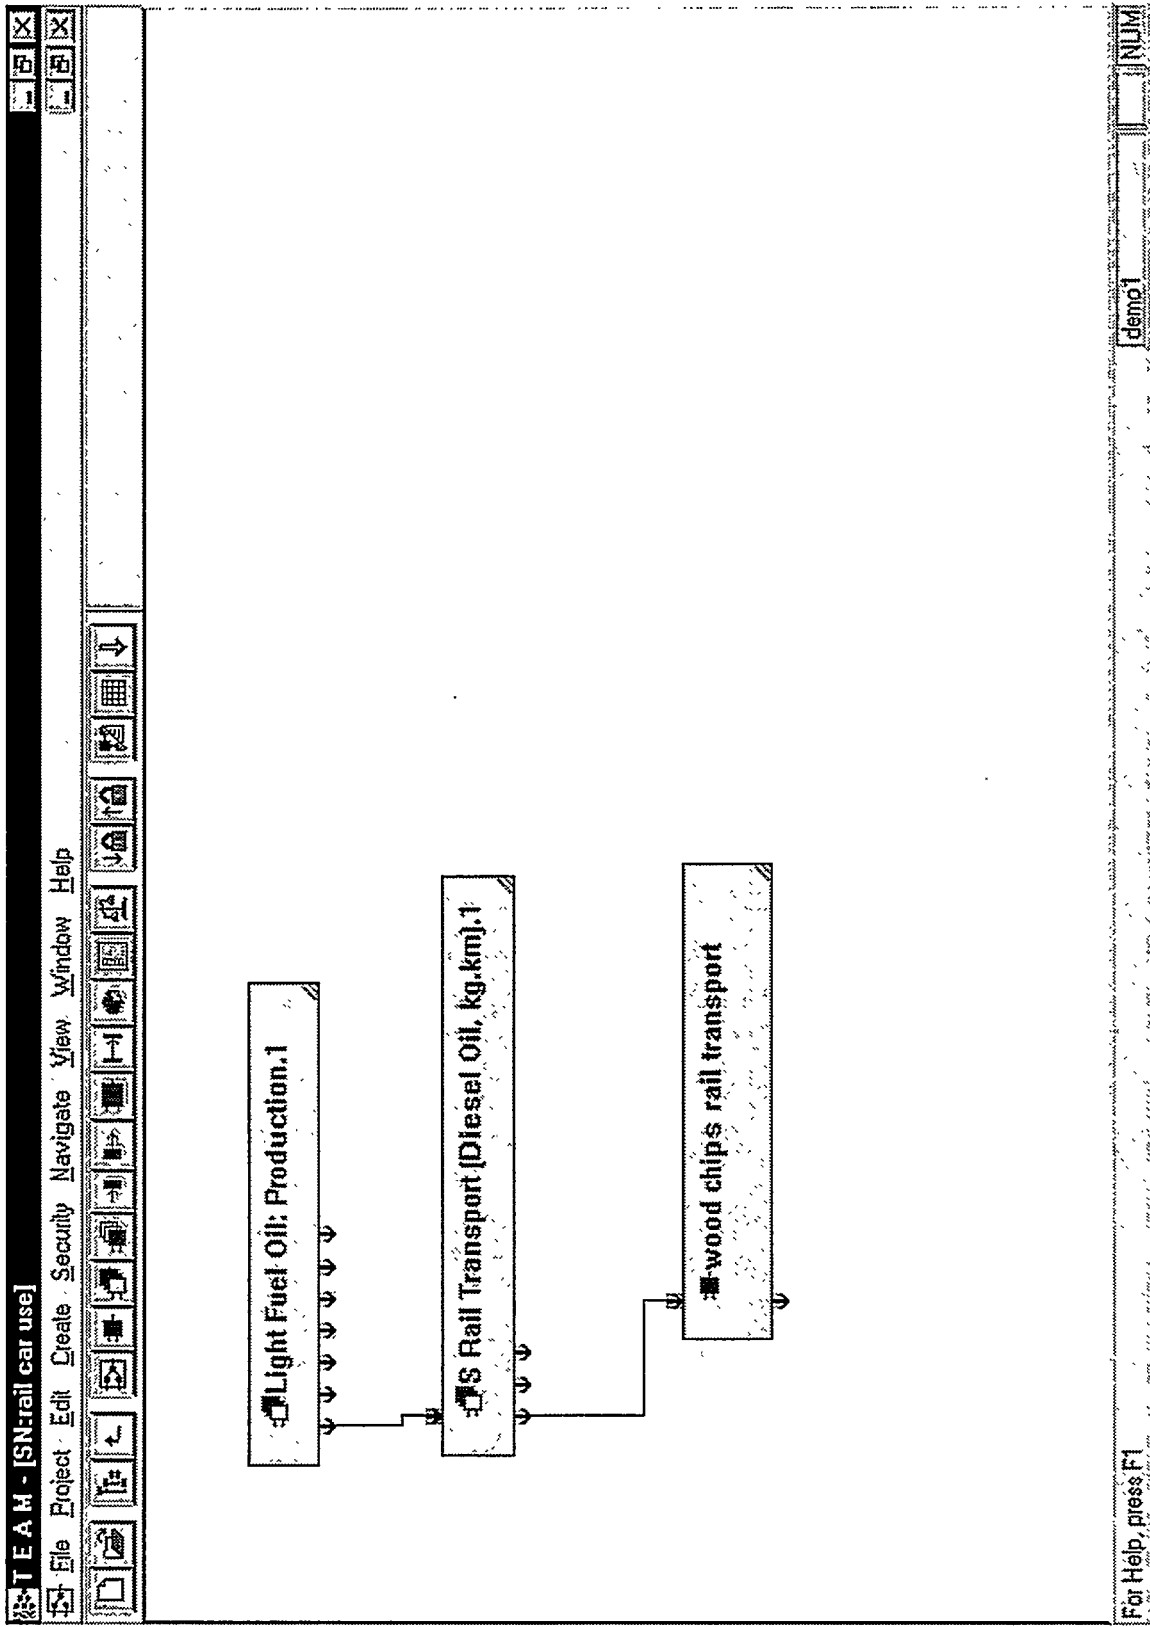 T E A M - [SN:rail car use]
File Project Edit Create Security Navigate View Window Help
Light Fuel Oil: Production.1
S Rail Transport (Diesel Oil, kg.km).1
wood chips rail transport
For Help, press F1 demo1 NUM